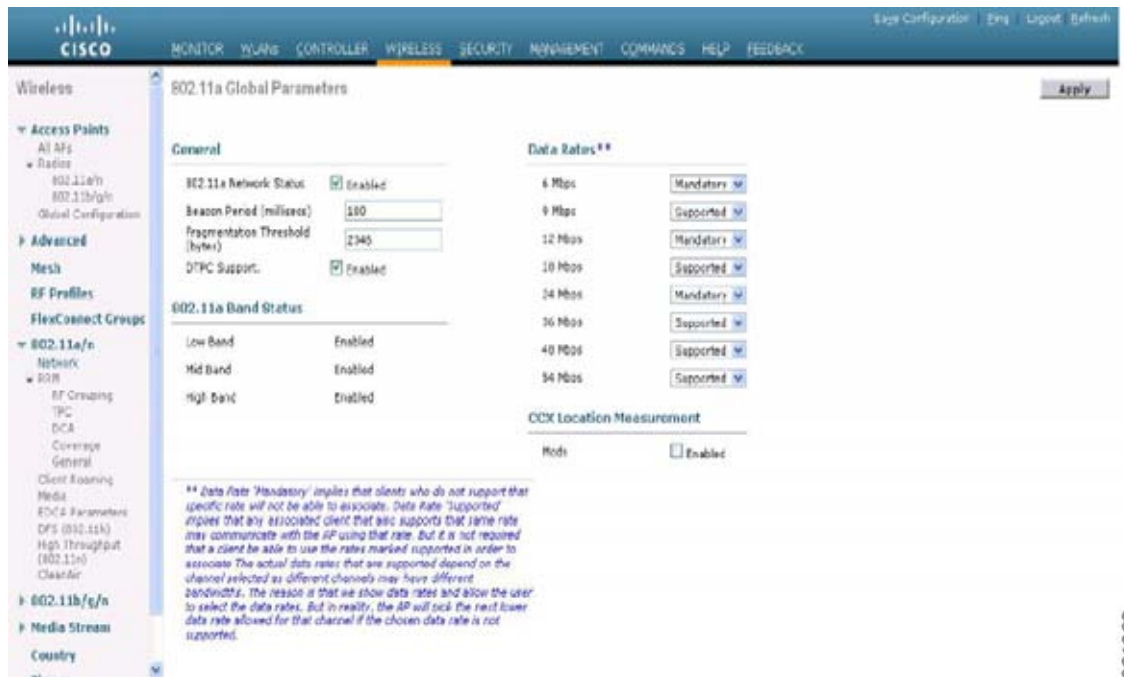 Save Configuration | Ping | Logout | Refresh
CISCO
MONITOR WLANs CONTROLLER WIRELESS SECURITY MANAGEMENT COMMANDS HELP FEEDBACK
Wireless
Access Points
All APs
Radios
802.11a/n
802.11b/g/n
Global Configuration
Advanced
Mesh
RF Profiles
FlexConnect Groups
802.11a/n
Network
RRM
RF Grouping
TPC
DCA
Coverage
General
Client Roaming
Media
EDCA Parameters
DFS (802.11h)
High Throughput
(802.11n)
CleanAir
802.11b/g/n
Media Stream
Country
802.11a Global Parameters
Apply
General
802.11a Network Status Enabled
Beacon Period (millisecs) 100
Fragmentation Threshold
(bytes) 2346
DTPC Support. Enabled
802.11a Band Status
Low Band Enabled
Mid Band Enabled
High Band Enabled
Data Rates**
6 Mbps Mandatory
9 Mbps Supported
12 Mbps Mandatory
18 Mbps Supported
24 Mbps Mandatory
36 Mbps Supported
48 Mbps Supported
54 Mbps Supported
CCX Location Measurement
Mode Enabled
** Data Rate 'Mandatory' implies that clients who do not support that
specific rate will not be able to associate. Data Rate 'Supported'
implies that any associated client that also supports that same rate
may communicate with the AP using that rate. But it is not required
that a client be able to use the rates marked supported in order to
associate The actual data rates that are supported depend on the
channel selected as different channels may have different
bandwidths. The reason is that we show data rates and allow the user
to select the data rates. But in reality, the AP will pick the next lower
data rate allowed for that channel if the chosen data rate is not
supported.